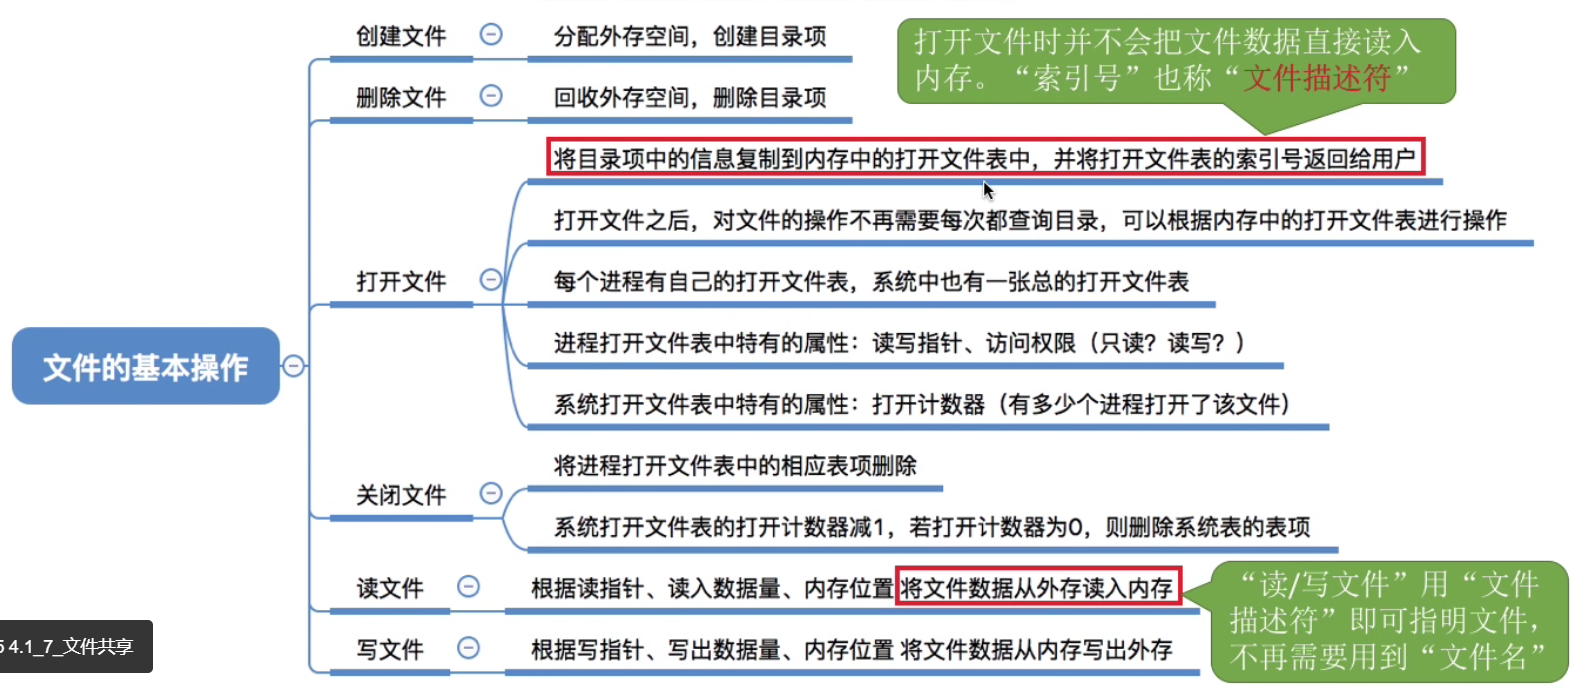 创建文件
分配外存空间，创建目录项
打开文件时并不会把文件数据直接读入
内存。“索引号”也称“文件描述符”
删除文件
回收外存空间，删除目录项
将目录项中的信息复制到内存中的打开文件表中，并将打开文件表的索引号返回给用户
打开文件之后，对文件的操作不再需要每次都查询目录，可以根据内存中的打开文件表进行操作
打开文件
每个进程有自己的打开文件表，系统中也有一张总的打开文件表
进程打开文件表中特有的属性：读写指针、访问权限（只读？读写？）
文件的基本操作
系统打开文件表中特有的属性：打开计数器（有多少个进程打开了该文件）
将进程打开文件表中的相应表项删除
关闭文件
系统打开文件表的打开计数器减1，若打开计数器为0，则删除系统表的表项
读文件
根据读指针、读入数据量、内存位置 将文件数据从外存读入内存
“读/写文件”用“文件
描述符”即可指明文件，
不再需要用到“文件名”
写文件
根据写指针、写出数据量、内存位置 将文件数据从内存写出外存
4.1_7_文件共享